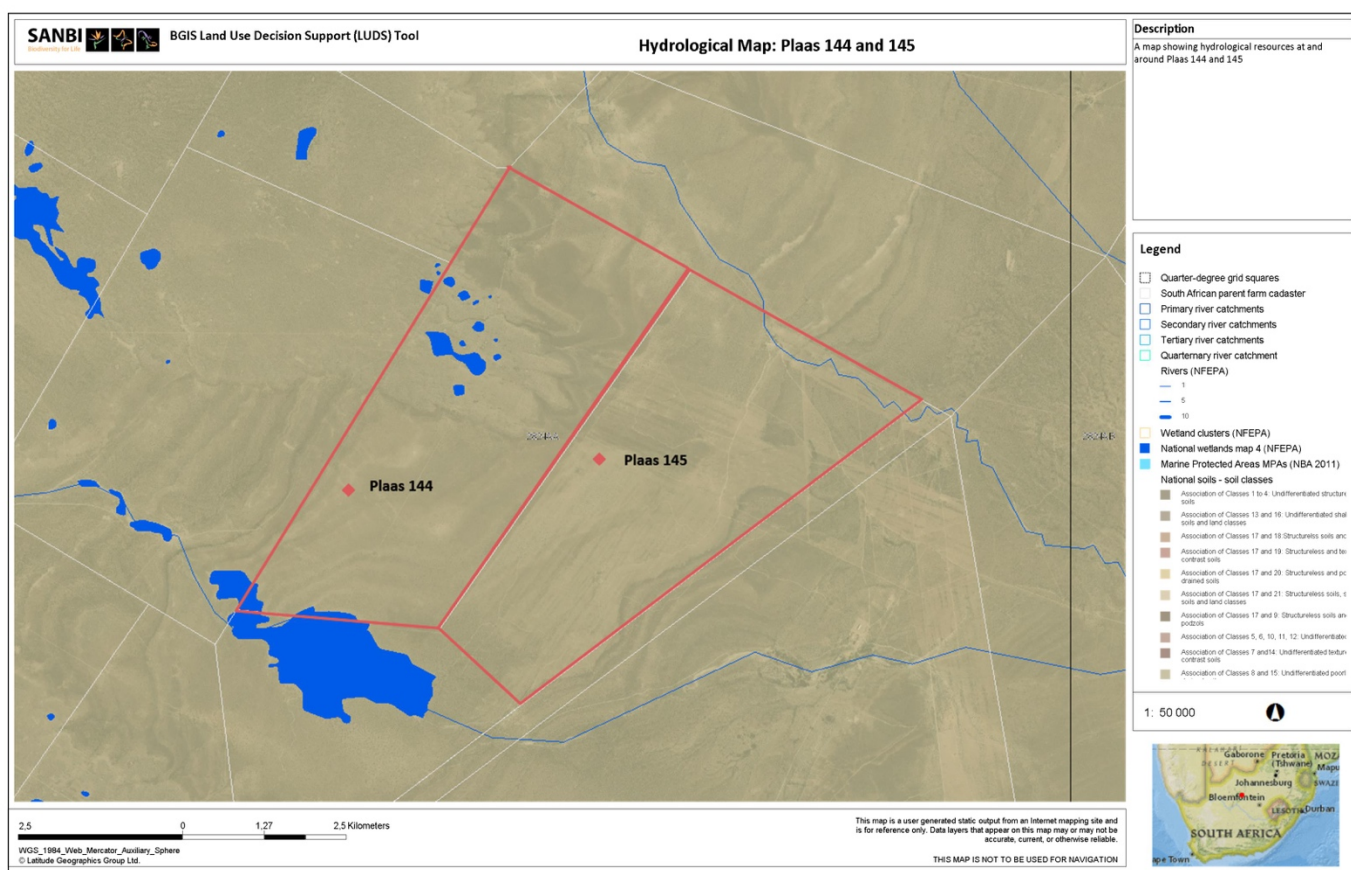 SANBI
Biodiversity for Life
BGIS Land Use Decision Support (LUDS) Tool
Hydrological Map: Plaas 144 and 145
Plaas 144
Plaas 145
2,5 0 1,27 2,5 Kilometers
WGS_1984_Web_Mercator_Auxiliary_Sphere
© Latitude Geographics Group Ltd.
This map is a user generated static output from an Internet mapping site and
is for reference only. Data layers that appear on this map may or may not be
accurate, current, or otherwise reliable.
THIS MAP IS NOT TO BE USED FOR NAVIGATION
Description
A map showing hydrological resources at and
around Plaas 144 and 145
Legend
Quarter-degree grid squares
South African parent farm cadaster
Primary river catchments
Secondary river catchments
Tertiary river catchments
Quarternary river catchment
Rivers (NFEPA)
1
5
10
Wetland clusters (NFEPA)
National wetlands map 4 (NFEPA)
Marine Protected Areas MPAs (NBA 2011)
National soils - soil classes
Association of Classes 1 to 4: Undifferentiated structure
soils
Association of Classes 13 and 16: Undifferentiated shal
soils and land classes
Association of Classes 17 and 18: Structureless soils and
Association of Classes 17 and 19: Structureless and tex
contrast soils
Association of Classes 17 and 20: Structureless and po
drained soils
Association of Classes 17 and 21: Structureless soils, s
soils and land classes
Association of Classes 17 and 9: Structureless soils an
podzols
Association of Classes 5, 6, 10, 11, 12: Undifferentiated
Association of Classes 7 and14: Undifferentiated texture
contrast soils
Association of Classes 8 and 15: Undifferentiated poorl
1: 50 000
Gaborone Pretoria MOZ
DESERT (Tshwane) Mapu
Johannesburg SWAZI
Bloemfontein
LESOTHO Durban
SOUTH AFRICA
ape Town